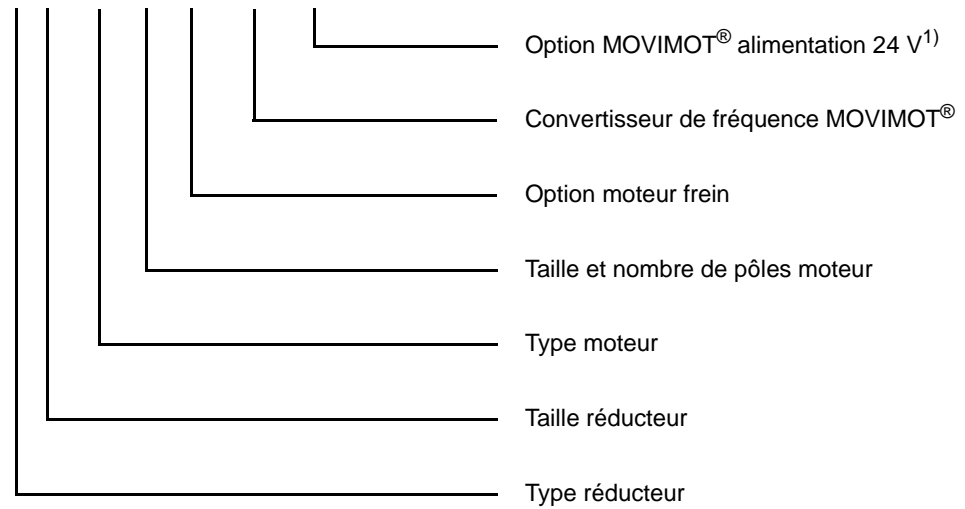 Option MOVIMOT® alimentation 24 V1)
Convertisseur de fréquence MOVIMOT®
Option moteur frein
Taille et nombre de pôles moteur
Type moteur
Taille réducteur
Type réducteur